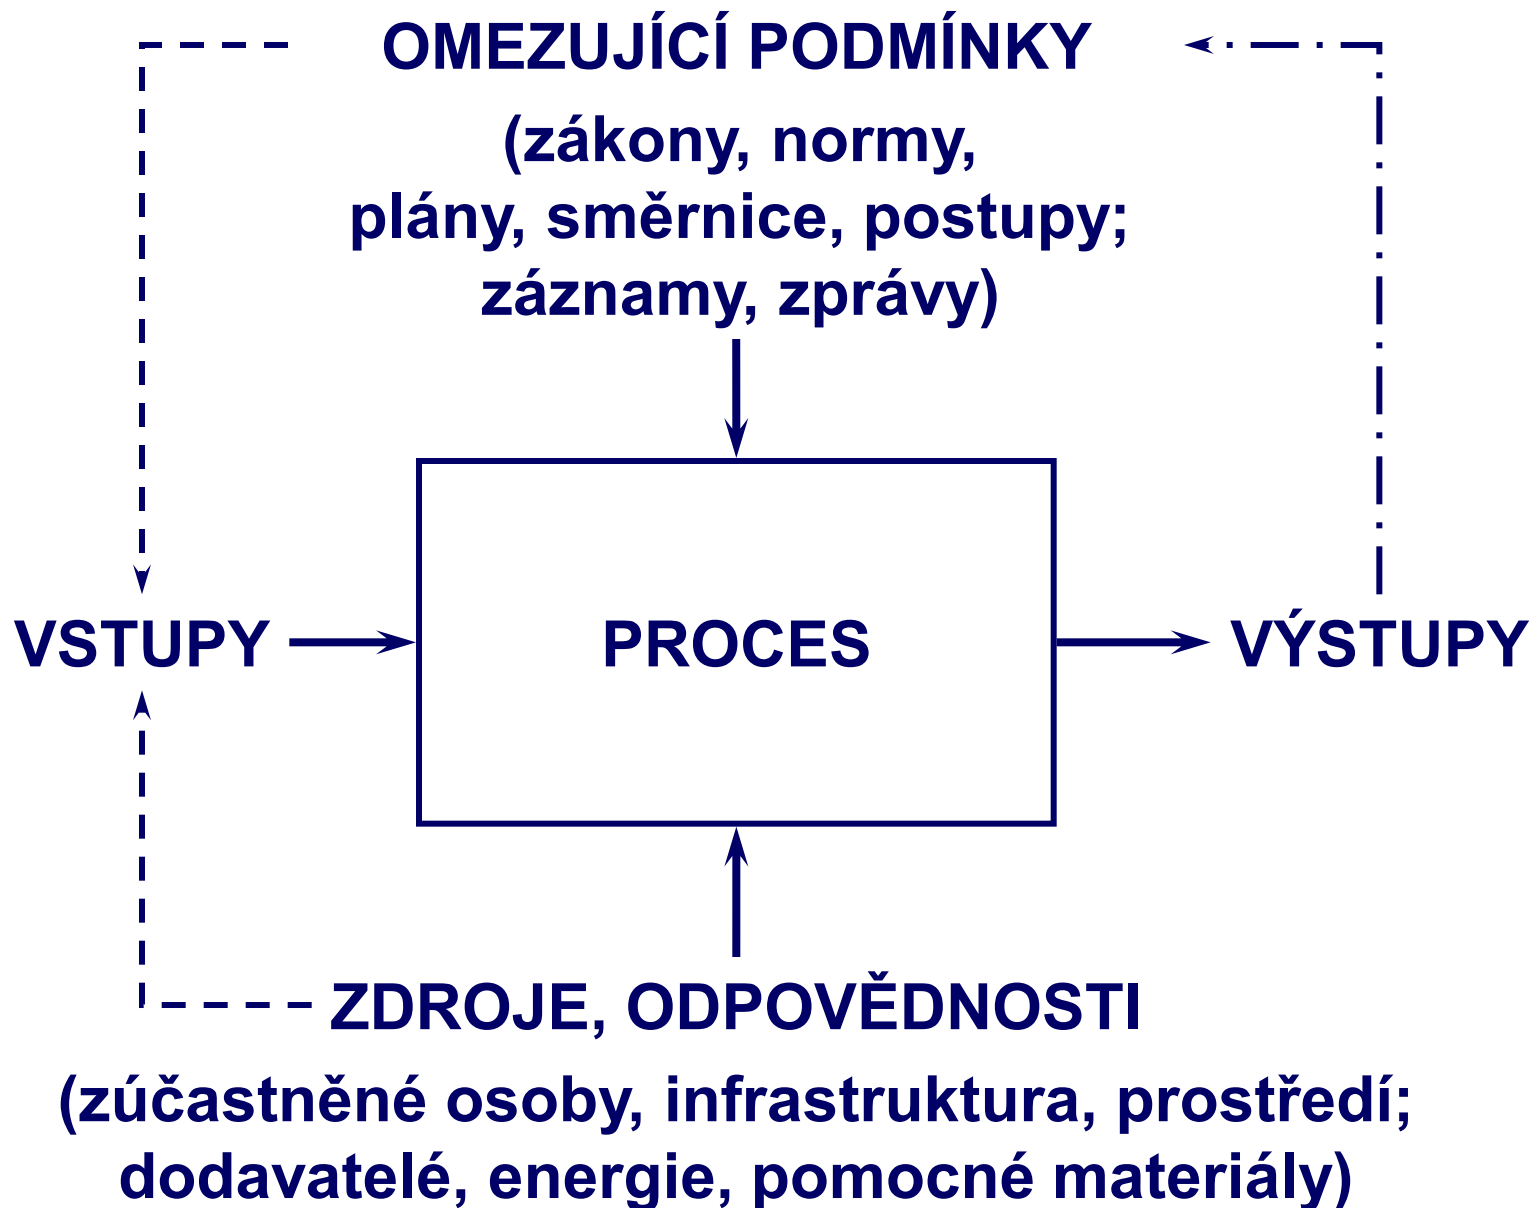 OMEZUJÍCÍ PODMÍNKY
(zákony, normy,
plány, směrnice, postupy;
záznamy, zprávy)
VSTUPY
PROCES
VÝSTUPY
ZDROJE, ODPOVĚDNOSTI
(zúčastněné osoby, infrastruktura, prostředí;
dodavatelé, energie, pomocné materiály)